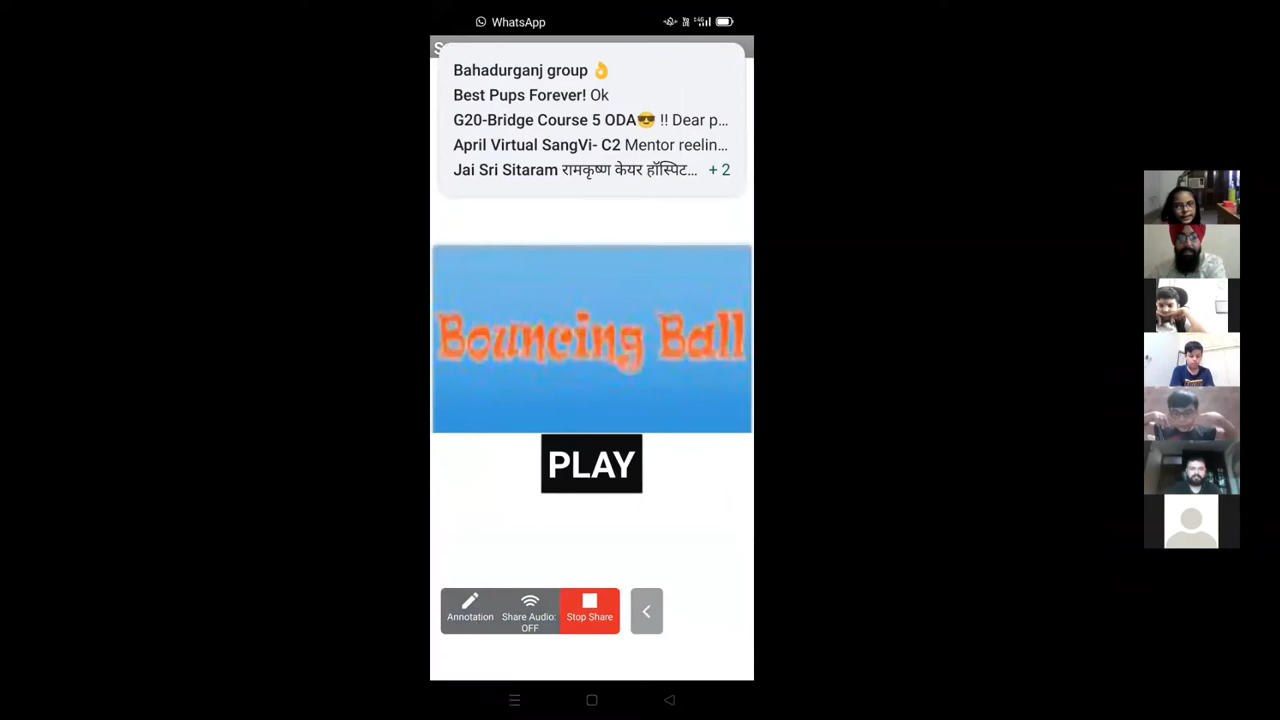 WhatsApp
Bahadurganj group 👌
Best Pups Forever! Ok
G20-Bridge Course 5 ODA😎 !! Dear p...
April Virtual SangVi- C2 Mentor reelin...
Jai Sri Sitaram रामकृष्ण केयर हॉस्पिट... + 2
Bouncing Ball
PLAY
Annotation
Share Audio:
OFF
Stop Share